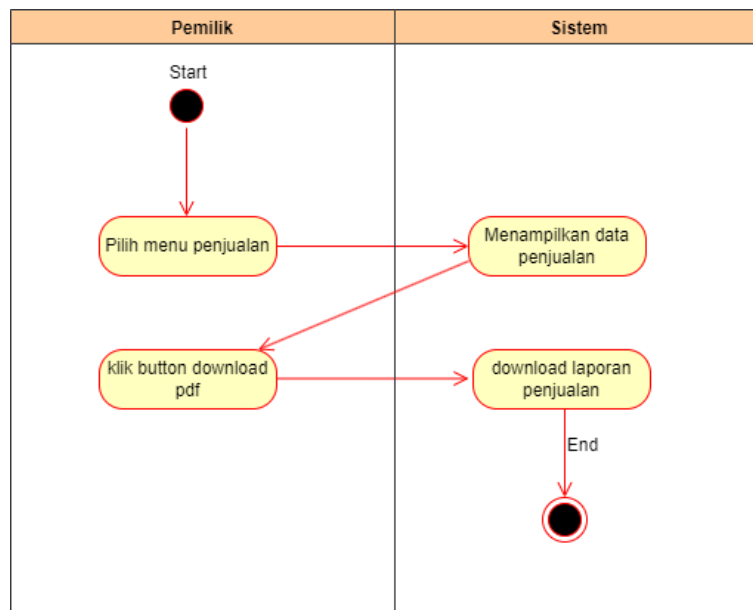 Pemilik
Sistem
Start
Pilih menu penjualan
Menampilkan data
penjualan
klik button download
pdf
download laporan
penjualan
End